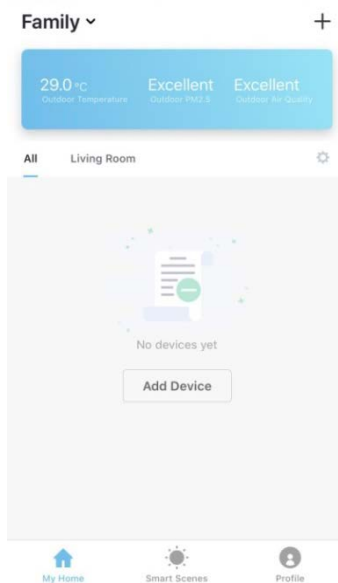 Family
29.0 °C Excellent Excellent
Outdoor Temperature Outdoor PM2.5 Outdoor Air Quality
All Living Room
No devices yet
Add Device
My Home Smart Scenes Profile